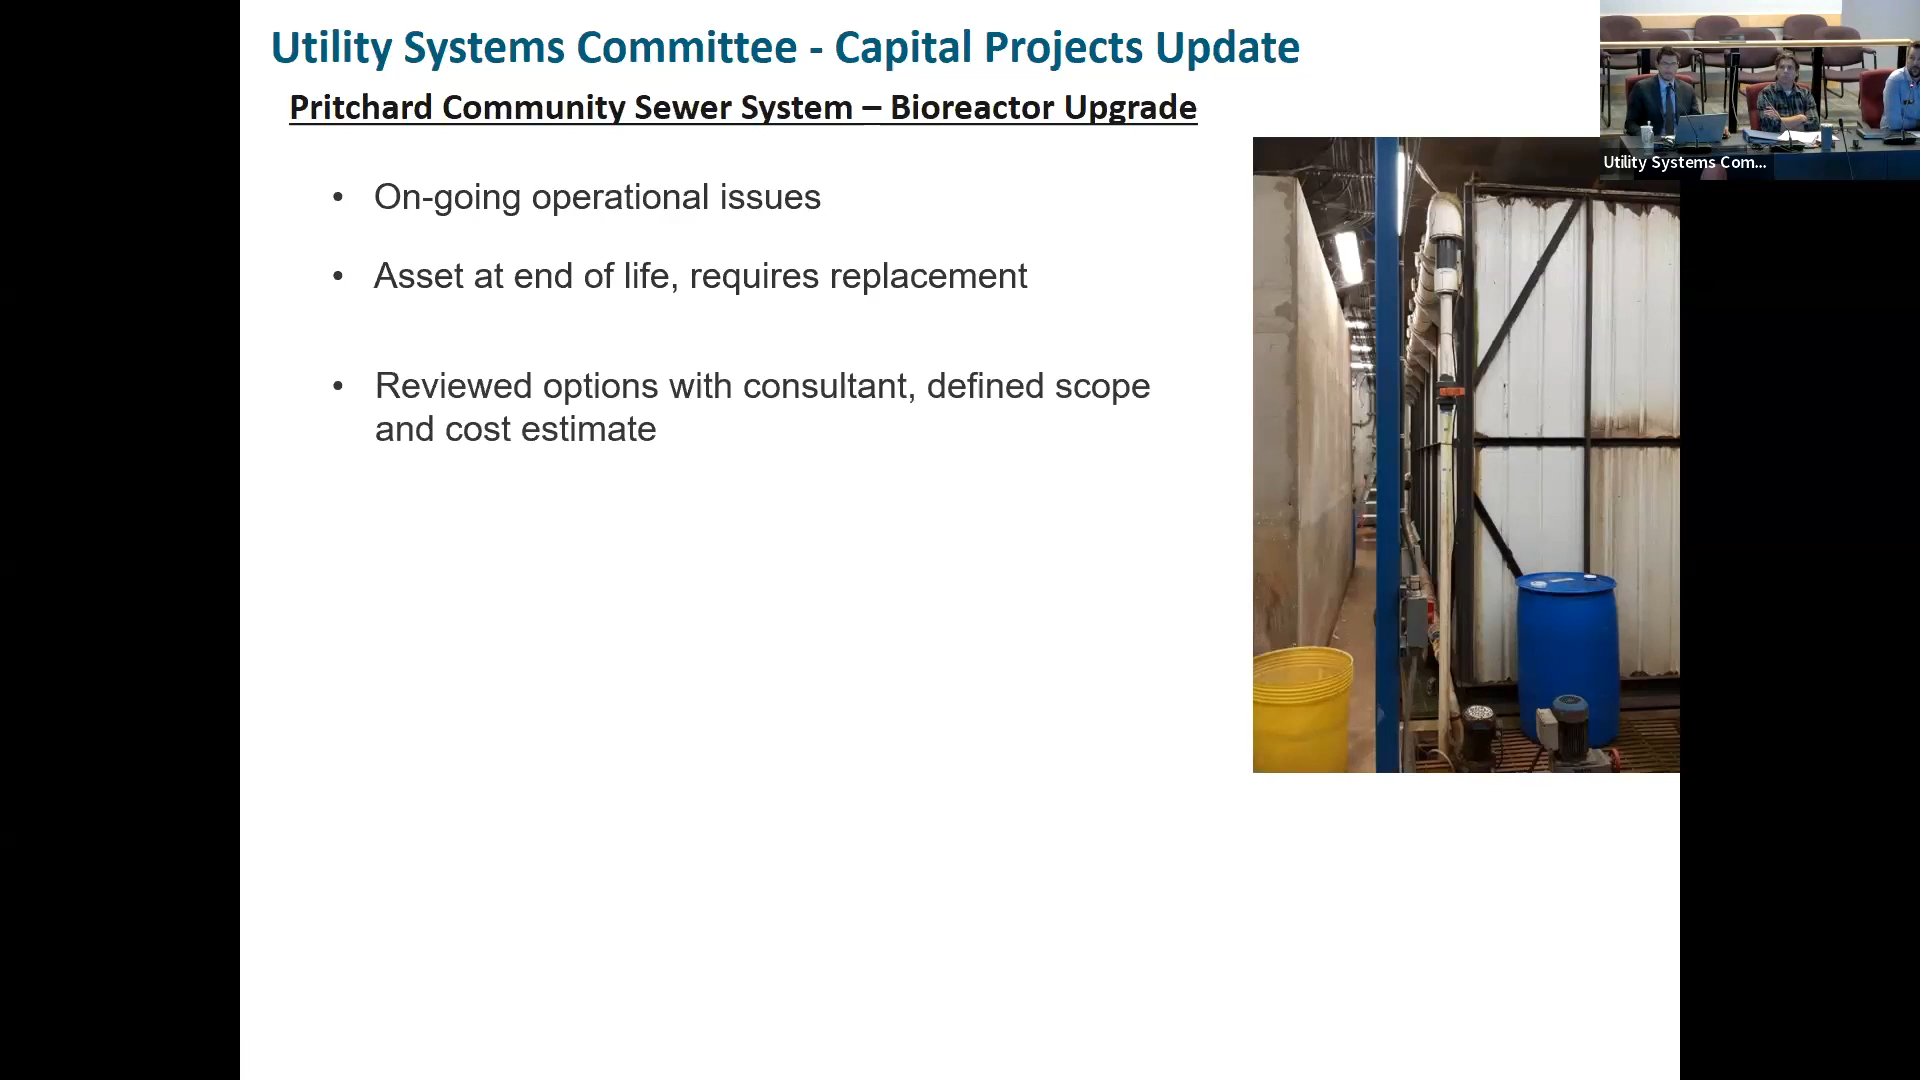 Utility Systems Committee - Capital Projects Update
Pritchard Community Sewer System – Bioreactor Upgrade
Utility Systems Com...
• On-going operational issues
• Asset at end of life, requires replacement
• Reviewed options with consultant, defined scope
and cost estimate